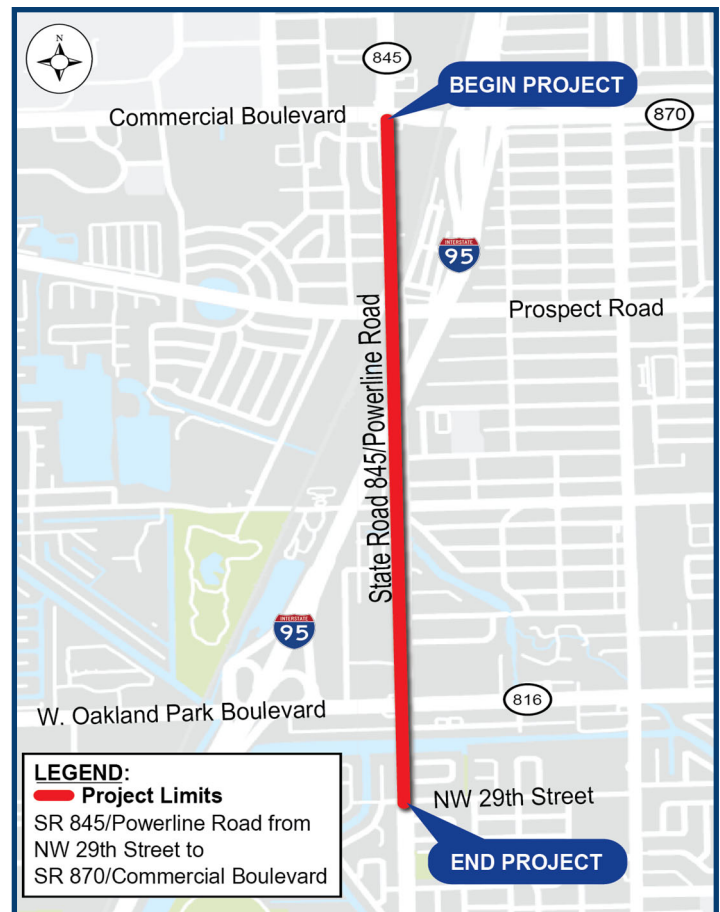 N
845
BEGIN PROJECT
Commercial Boulevard
870
INTERSTATE
95
Prospect Road
State Road 845/Powerline Road
INTERSTATE
95
816
W. Oakland Park Boulevard
LEGEND:
Project Limits
SR 845/Powerline Road from
NW 29th Street to
SR 870/Commercial Boulevard
NW 29th Street
END PROJECT